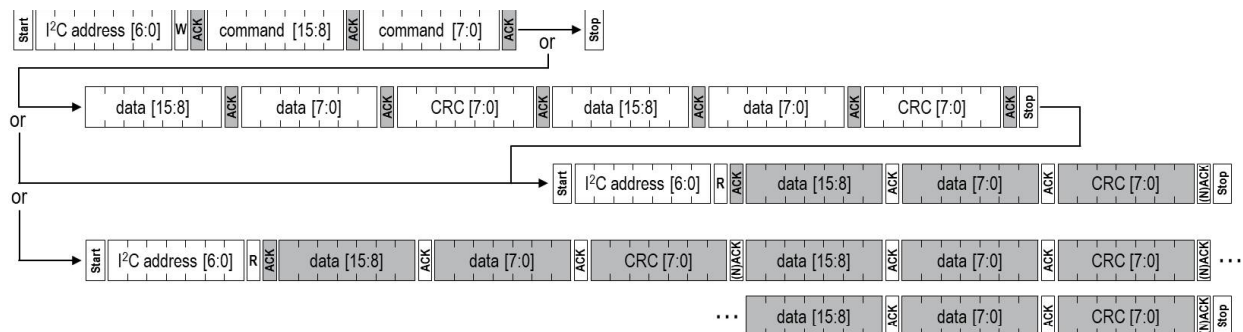 Start I²C address [6:0] W ACK command [15:8] ACK command [7:0] ACK or Stop
data [15:8] ACK data [7:0] ACK CRC [7:0] ACK data [15:8] ACK data [7:0] ACK CRC [7:0] ACK Stop
or
Start I²C address [6:0] R ACK data [15:8] ACK data [7:0] ACK CRC [7:0] (N)ACK Stop
or
Start I²C address [6:0] R ACK data [15:8] ACK data [7:0] ACK CRC [7:0] (N)ACK data [15:8] ACK data [7:0] ACK CRC [7:0] (N)ACK ...
... data [15:8] ACK data [7:0] ACK CRC [7:0] (N)ACK Stop